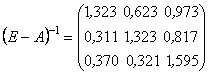 (E − A)⁻¹ = ( 1,323 0,623 0,973
0,311 1,323 0,817
0,370 0,321 1,595 )